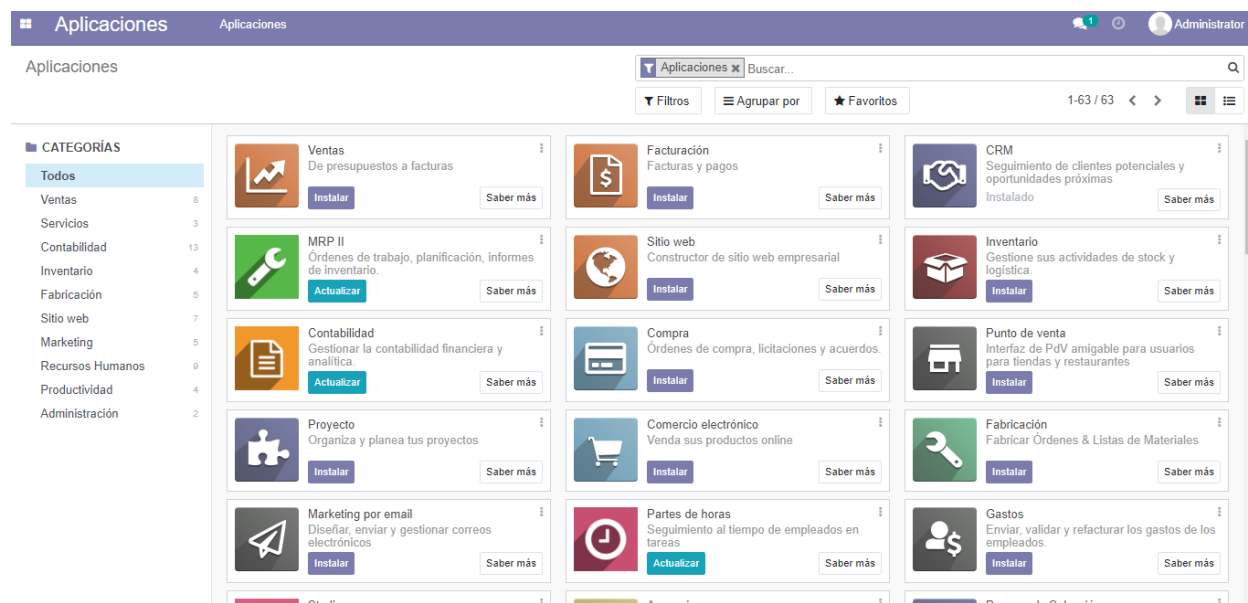 Aplicaciones Aplicaciones 1 Administrator
Aplicaciones
Aplicaciones Buscar...
Filtros Agrupar por Favoritos 1-63 / 63
CATEGORÍAS
Todos
Ventas 8
Servicios 3
Contabilidad 13
Inventario 4
Fabricación 5
Sitio web 7
Marketing 5
Recursos Humanos 9
Productividad 4
Administración 2
Ventas
De presupuestos a facturas
Instalar Saber más
Facturación
Facturas y pagos
Instalar Saber más
CRM
Seguimiento de clientes potenciales y
oportunidades próximas
Instalado Saber más
MRP II
Órdenes de trabajo, planificación, informes
de inventario.
Actualizar Saber más
Sitio web
Constructor de sitio web empresarial
Instalar Saber más
Inventario
Gestione sus actividades de stock y
logística.
Instalar Saber más
Contabilidad
Gestionar la contabilidad financiera y
analítica.
Actualizar Saber más
Compra
Órdenes de compra, licitaciones y acuerdos.
Instalar Saber más
Punto de venta
Interfaz de PdV amigable para usuarios
para tiendas y restaurantes
Instalar Saber más
Proyecto
Organiza y planea tus proyectos
Instalar Saber más
Comercio electrónico
Venda sus productos online
Instalar Saber más
Fabricación
Fabricar Órdenes & Listas de Materiales
Instalar Saber más
Marketing por email
Diseñar, enviar y gestionar correos
electrónicos
Instalar Saber más
Partes de horas
Seguimiento al tiempo de empleados en
tareas
Actualizar Saber más
Gastos
Enviar, validar y refacturar los gastos de los
empleados.
Instalar Saber más